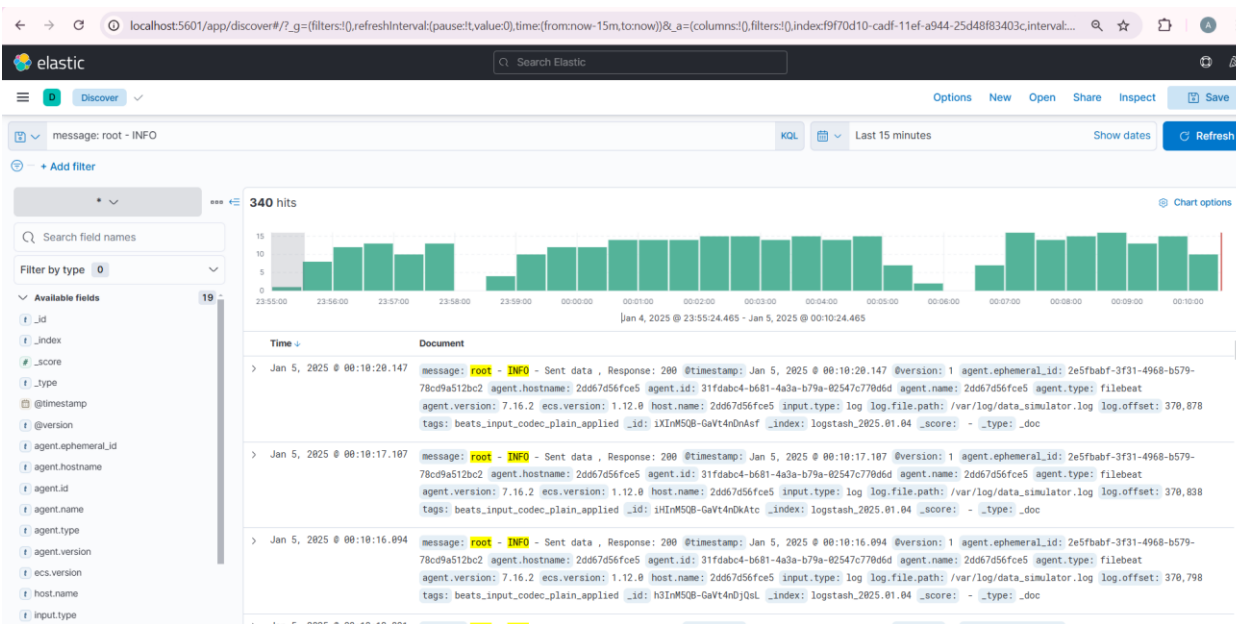 localhost:5601/app/discover#/?_g=(filters:!(),refreshInterval:(pause:!t,value:0),time:(from:now-15m,to:now))&_a=(columns:!(),filters:!(),index:f9f70d10-cadf-11ef-a944-25d48f83403c,interval:...
A
elastic
Search Elastic
D Discover
Options New Open Share Inspect Save
message: root - INFO
KQL
Last 15 minutes
Show dates
Refresh
+ Add filter
*
340 hits
Chart options
Search field names
Filter by type 0
Available fields 19
_id
_index
_score
_type
@timestamp
@version
agent.ephemeral_id
agent.hostname
agent.id
agent.name
agent.type
agent.version
ecs.version
host.name
input.type
15
10
5
0
23:55:00 23:56:00 23:57:00 23:58:00 23:59:00 00:00:00 00:01:00 00:02:00 00:03:00 00:04:00 00:05:00 00:06:00 00:07:00 00:08:00 00:09:00 00:10:00
Jan 4, 2025 @ 23:55:24.465 - Jan 5, 2025 @ 00:10:24.465
Time Document
Jan 5, 2025 @ 00:10:20.147 message: root - INFO - Sent data , Response: 200 @timestamp: Jan 5, 2025 @ 00:10:20.147 @version: 1 agent.ephemeral_id: 2e5fbabf-3f31-4968-b579-
78cd9a512bc2 agent.hostname: 2dd67d56fce5 agent.id: 31fdabc4-b681-4a3a-b79a-02547c770d6d agent.name: 2dd67d56fce5 agent.type: filebeat
agent.version: 7.16.2 ecs.version: 1.12.0 host.name: 2dd67d56fce5 input.type: log log.file.path: /var/log/data_simulator.log log.offset: 370,878
tags: beats_input_codec_plain_applied _id: iXInM5QB-GaVt4nDnAsf _index: logstash_2025.01.04 _score: - _type: _doc
Jan 5, 2025 @ 00:10:17.107 message: root - INFO - Sent data , Response: 200 @timestamp: Jan 5, 2025 @ 00:10:17.107 @version: 1 agent.ephemeral_id: 2e5fbabf-3f31-4968-b579-
78cd9a512bc2 agent.hostname: 2dd67d56fce5 agent.id: 31fdabc4-b681-4a3a-b79a-02547c770d6d agent.name: 2dd67d56fce5 agent.type: filebeat
agent.version: 7.16.2 ecs.version: 1.12.0 host.name: 2dd67d56fce5 input.type: log log.file.path: /var/log/data_simulator.log log.offset: 370,838
tags: beats_input_codec_plain_applied _id: iHInM5QB-GaVt4nDkAtc _index: logstash_2025.01.04 _score: - _type: _doc
Jan 5, 2025 @ 00:10:16.094 message: root - INFO - Sent data , Response: 200 @timestamp: Jan 5, 2025 @ 00:10:16.094 @version: 1 agent.ephemeral_id: 2e5fbabf-3f31-4968-b579-
78cd9a512bc2 agent.hostname: 2dd67d56fce5 agent.id: 31fdabc4-b681-4a3a-b79a-02547c770d6d agent.name: 2dd67d56fce5 agent.type: filebeat
agent.version: 7.16.2 ecs.version: 1.12.0 host.name: 2dd67d56fce5 input.type: log log.file.path: /var/log/data_simulator.log log.offset: 370,798
tags: beats_input_codec_plain_applied _id: h3InM5QB-GaVt4nDjQsL _index: logstash_2025.01.04 _score: - _type: _doc